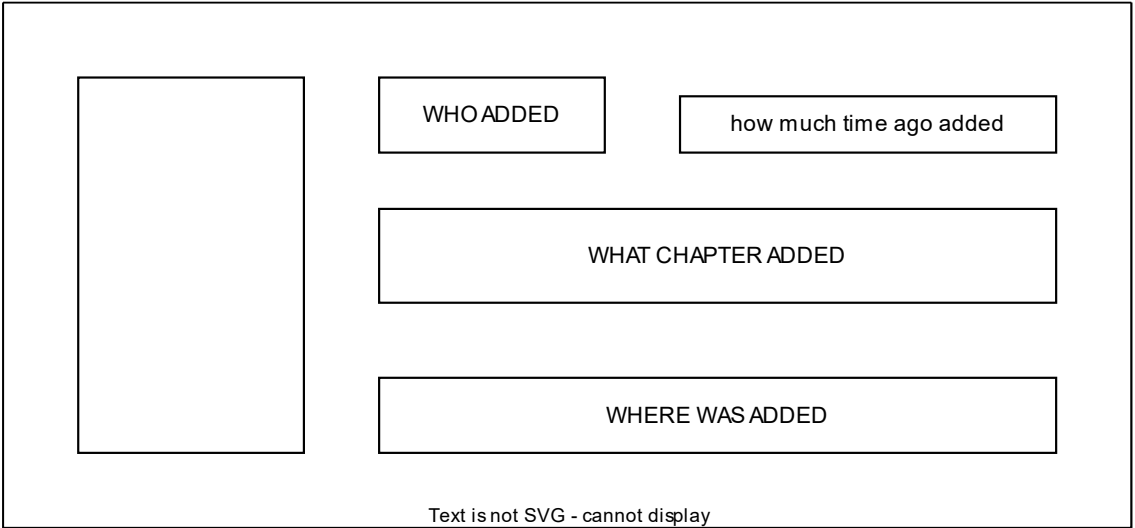 WHO ADDED
how much time ago added
WHAT CHAPTER ADDED
WHERE WAS ADDED
Text is not SVG - cannot display